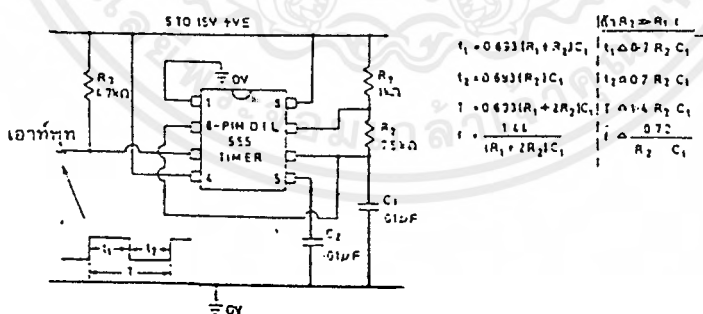 5 TO 15V +VE
R3
4.7kΩ
0V
1
8
8-PIN DIL
555
TIMER
4
5
1kΩ
R2
75kΩ
C1
.01µF
C2
.01µF
เอาท์พุท
t1
t2
T
0V
t1 = 0.693(R1 + R2)C1
t2 = 0.693(R2)C1
T = 0.693(R1 + 2R2)C1
f = 1.44
(R1 + 2R2)C1
R2 >> R1
t1 ≏ 0.7 R2 C1
t2 ≏ 0.7 R2 C1
T ≏ 1.4 R2 C1
f ≏ 0.72
R2 C1